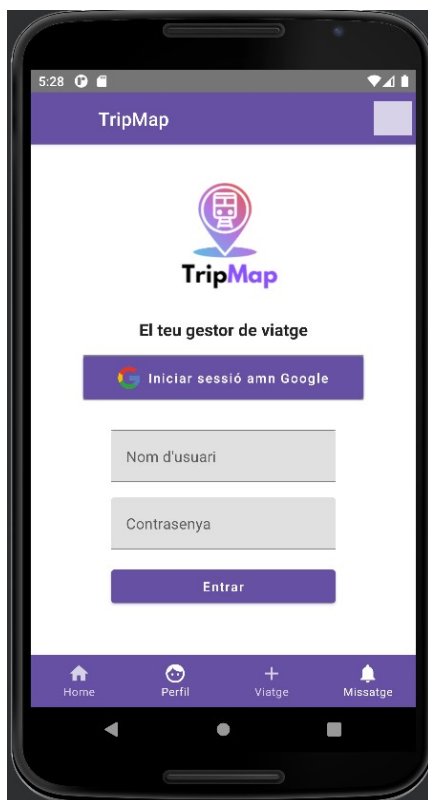 5:28
TripMap
TripMap
El teu gestor de viatge
Iniciar sessió amn Google
Nom d'usuari
Contrasenya
Entrar
Home Perfil Viatge Missatge